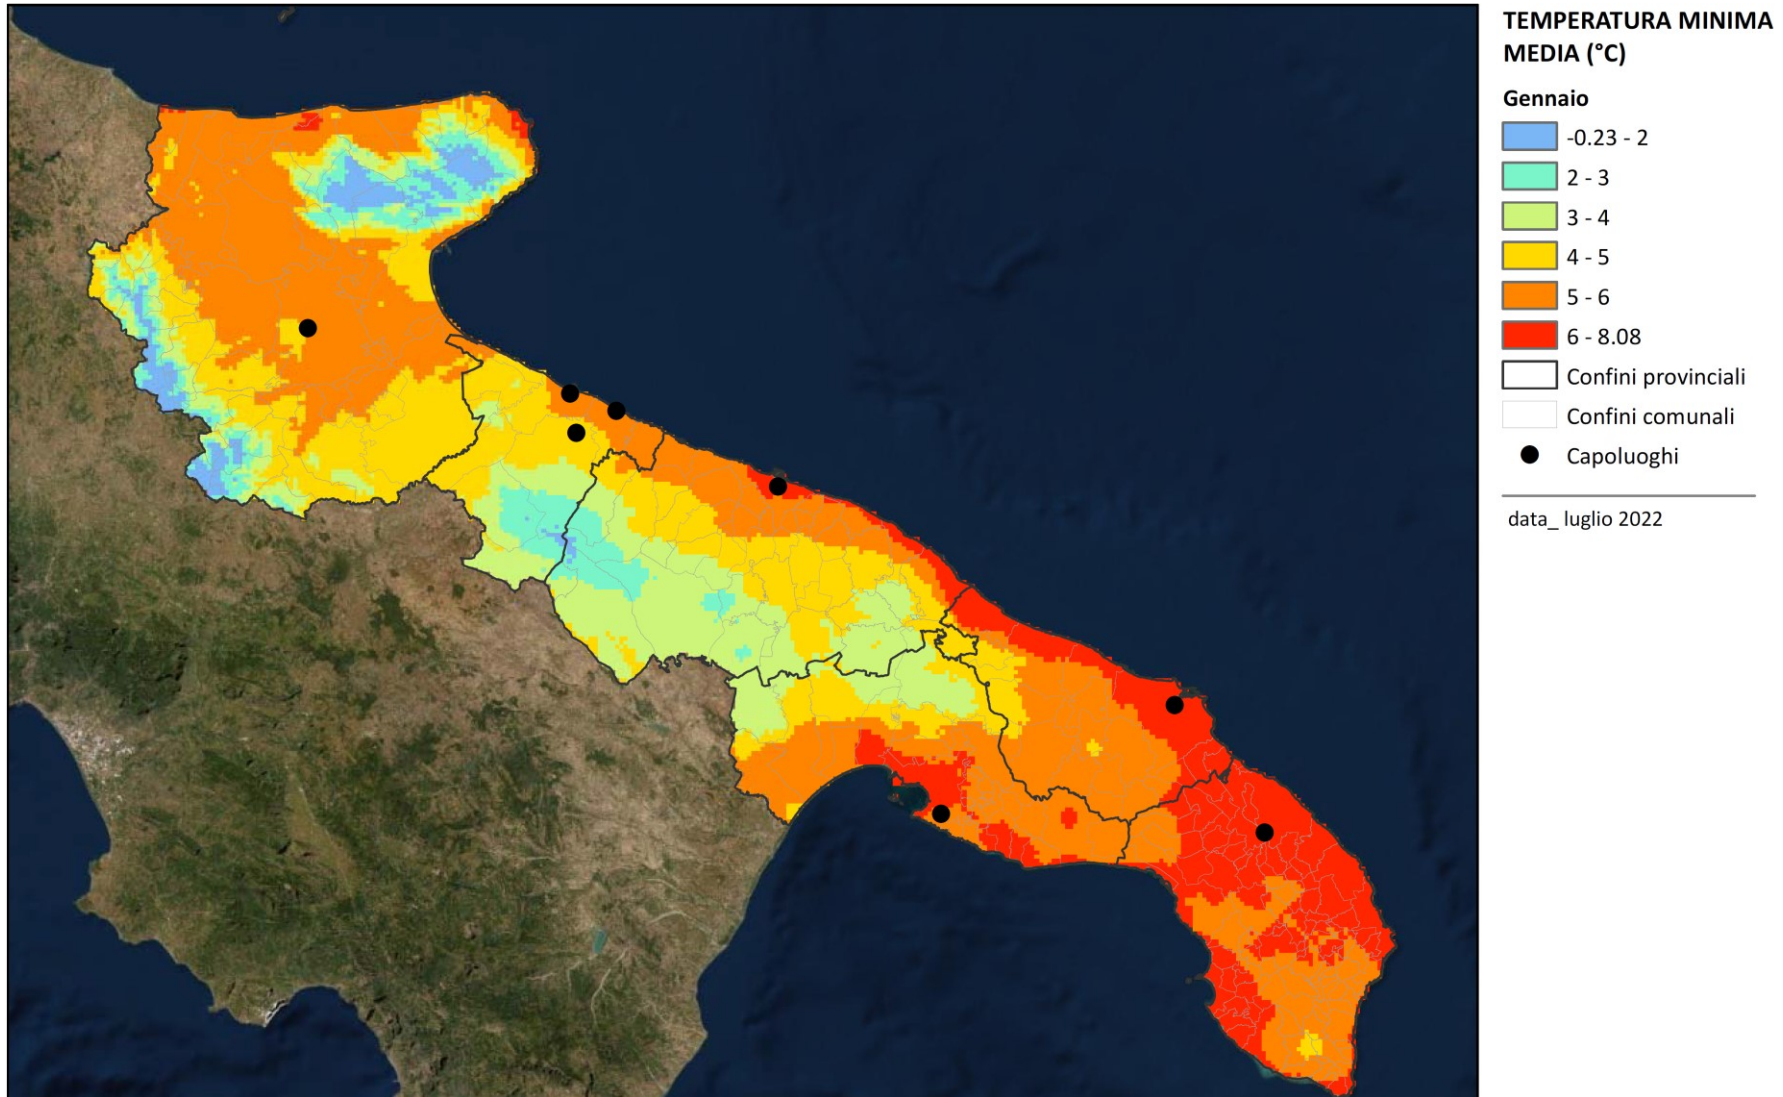 TEMPERATURA MINIMA
MEDIA (°C)
Gennaio
-0.23 - 2
2 - 3
3 - 4
4 - 5
5 - 6
6 - 8.08
Confini provinciali
Confini comunali
Capoluoghi
data_ luglio 2022